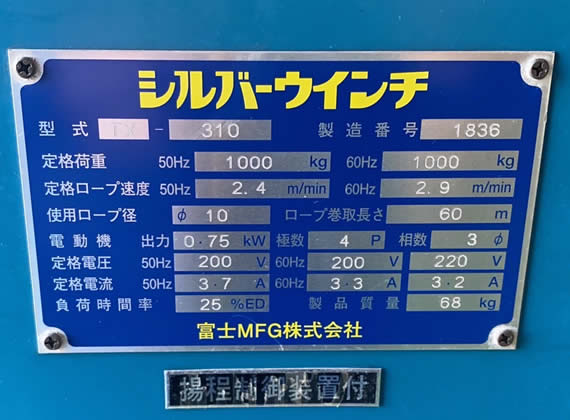 シルバーウインチ
型式 TX - 310 製造番号 1836
定格荷重 50Hz 1000 kg 60Hz 1000 kg
定格ロープ速度 50Hz 2.4 m/min 60Hz 2.9 m/min
使用ロープ径 φ 10 ロープ巻取長さ 60 m
電動機 出力 0・75 kW 極数 4 P 相数 3 φ
定格電圧 50Hz 200 V 60Hz 200 V 220 V
定格電流 50Hz 3・7 A 60Hz 3・3 A 3・2 A
負荷時間率 25 %ED 製品質量 68 kg
富士MFG株式会社
揚程制御装置付